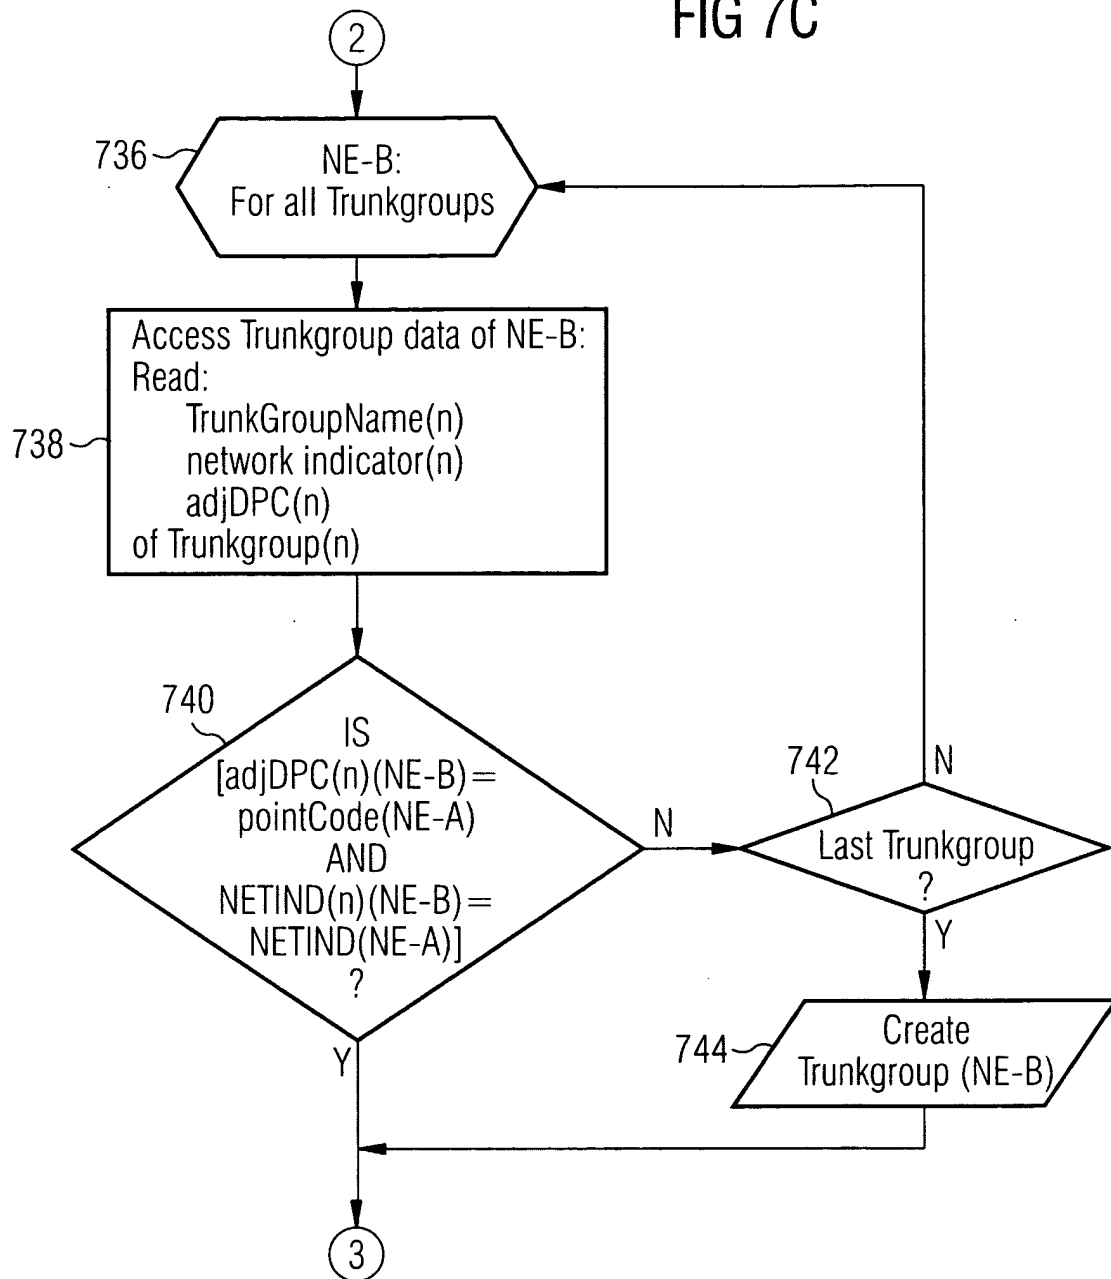 FIG 7C
2
736
NE-B:
For all Trunkgroups
Access Trunkgroup data of NE-B:
Read:
TrunkGroupName(n)
network indicator(n)
adjDPC(n)
of Trunkgroup(n)
738
740
IS
[adjDPC(n)(NE-B)=
pointCode(NE-A)
AND
NETIND(n)(NE-B)=
NETIND(NE-A)]
?
N
Y
742
N
Last Trunkgroup
?
Y
744
Create
Trunkgroup (NE-B)
3